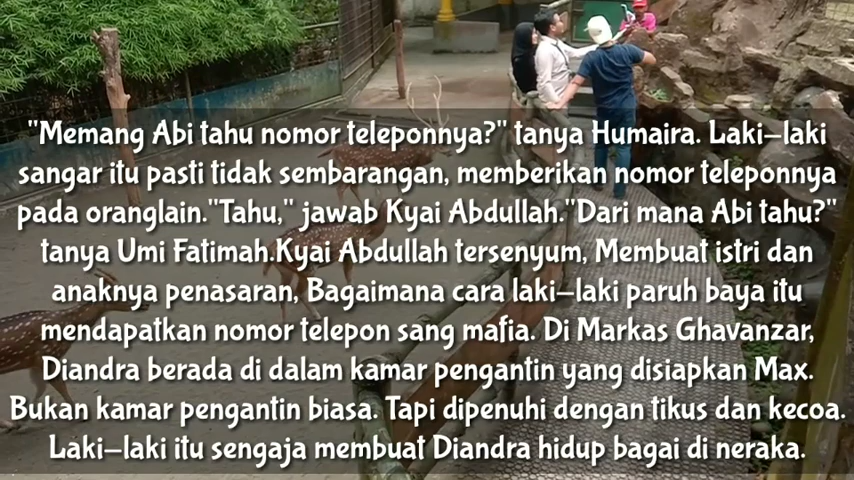 "Memang Abi tahu nomor teleponnya?" tanya Humaira. Laki-laki
sangar itu pasti tidak sembarangan, memberikan nomor teleponnya
pada oranglain."Tahu," jawab Kyai Abdullah."Dari mana Abi tahu?"
tanya Umi Fatimah.Kyai Abdullah tersenyum, Membuat istri dan
anaknya penasaran, Bagaimana cara laki-laki paruh baya itu
mendapatkan nomor telepon sang mafia. Di Markas Ghavanzar,
Diandra berada di dalam kamar pengantin yang disiapkan Max.
Bukan kamar pengantin biasa. Tapi dipenuhi dengan tikus dan kecoa.
Laki-laki itu sengaja membuat Diandra hidup bagai di neraka.